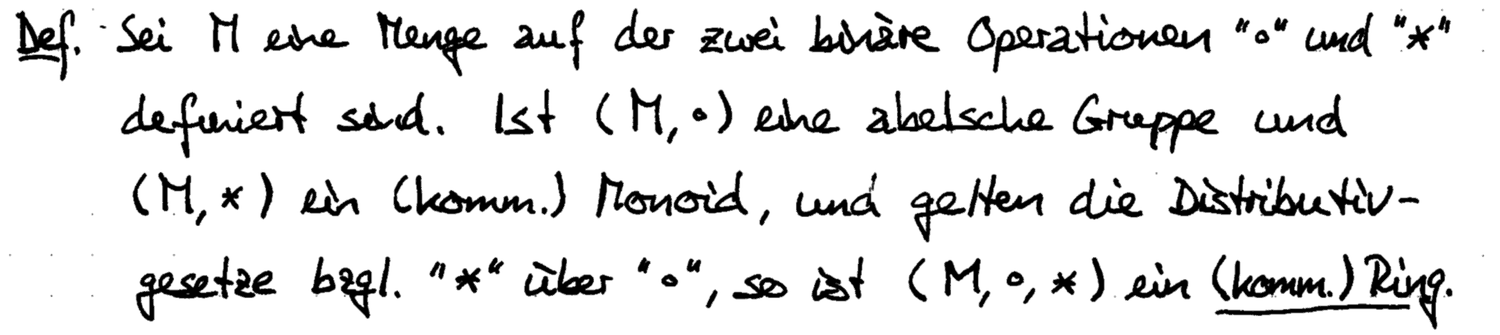 Def. Sei M eine Menge auf der zwei binäre Operationen "∘" und "*"
definiert sind. Ist (M, ∘) eine abelsche Gruppe und
(M, *) ein (komm.) Monoid, und gelten die Distributiv-
gesetze bzgl. "*" über "∘", so ist (M, ∘, *) ein (komm.) Ring.